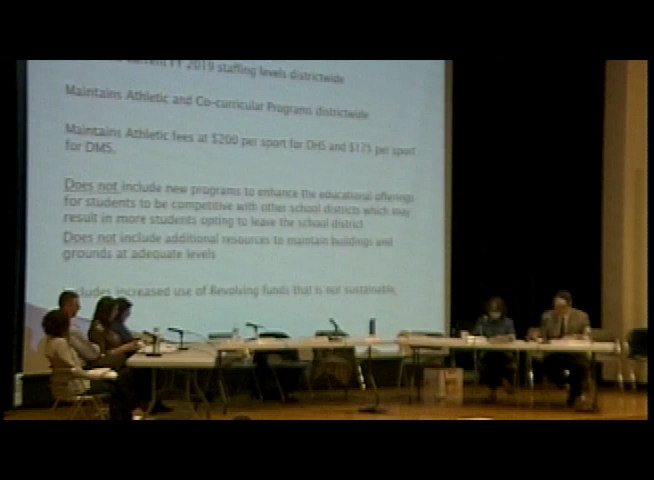 current FY 2019 staffing levels districtwide
Maintains Athletic and Co-curricular Programs districtwide
Maintains Athletic fees at $200 per sport for DHS and $175 per sport
for DMS.
Does not include new programs to enhance the educational offerings
for students to be competitive with other school districts which may
result in more students opting to leave the school district
Does not include additional resources to maintain buildings and
grounds at adequate levels
increased use of Revolving funds that is not sustainable.